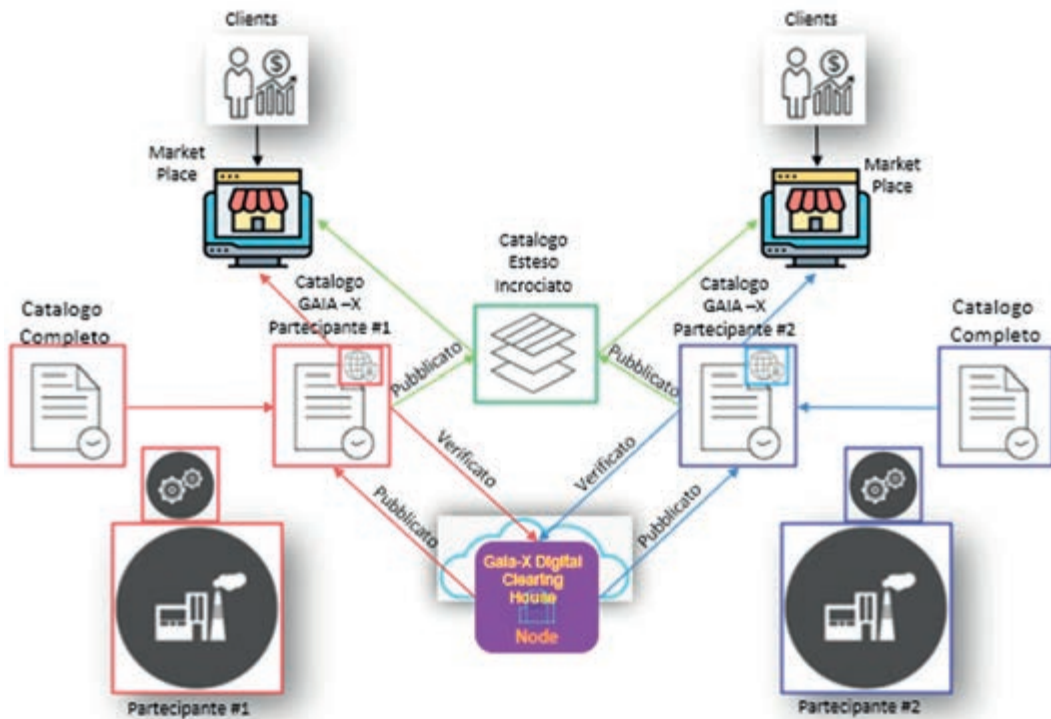 Clients
Clients
Market
Place
Market
Place
Catalogo
Esteso
Incrociato
Catalogo
GAIA –X
Partecipante #1
Catalogo
GAIA –X
Partecipante #2
Catalogo
Completo
Catalogo
Completo
Pubblicato
Pubblicato
Verificato
Verificato
Pubblicato
Pubblicato
Gaia-X Digital
Clearing
House
Node
Partecipante #1
Partecipante #2